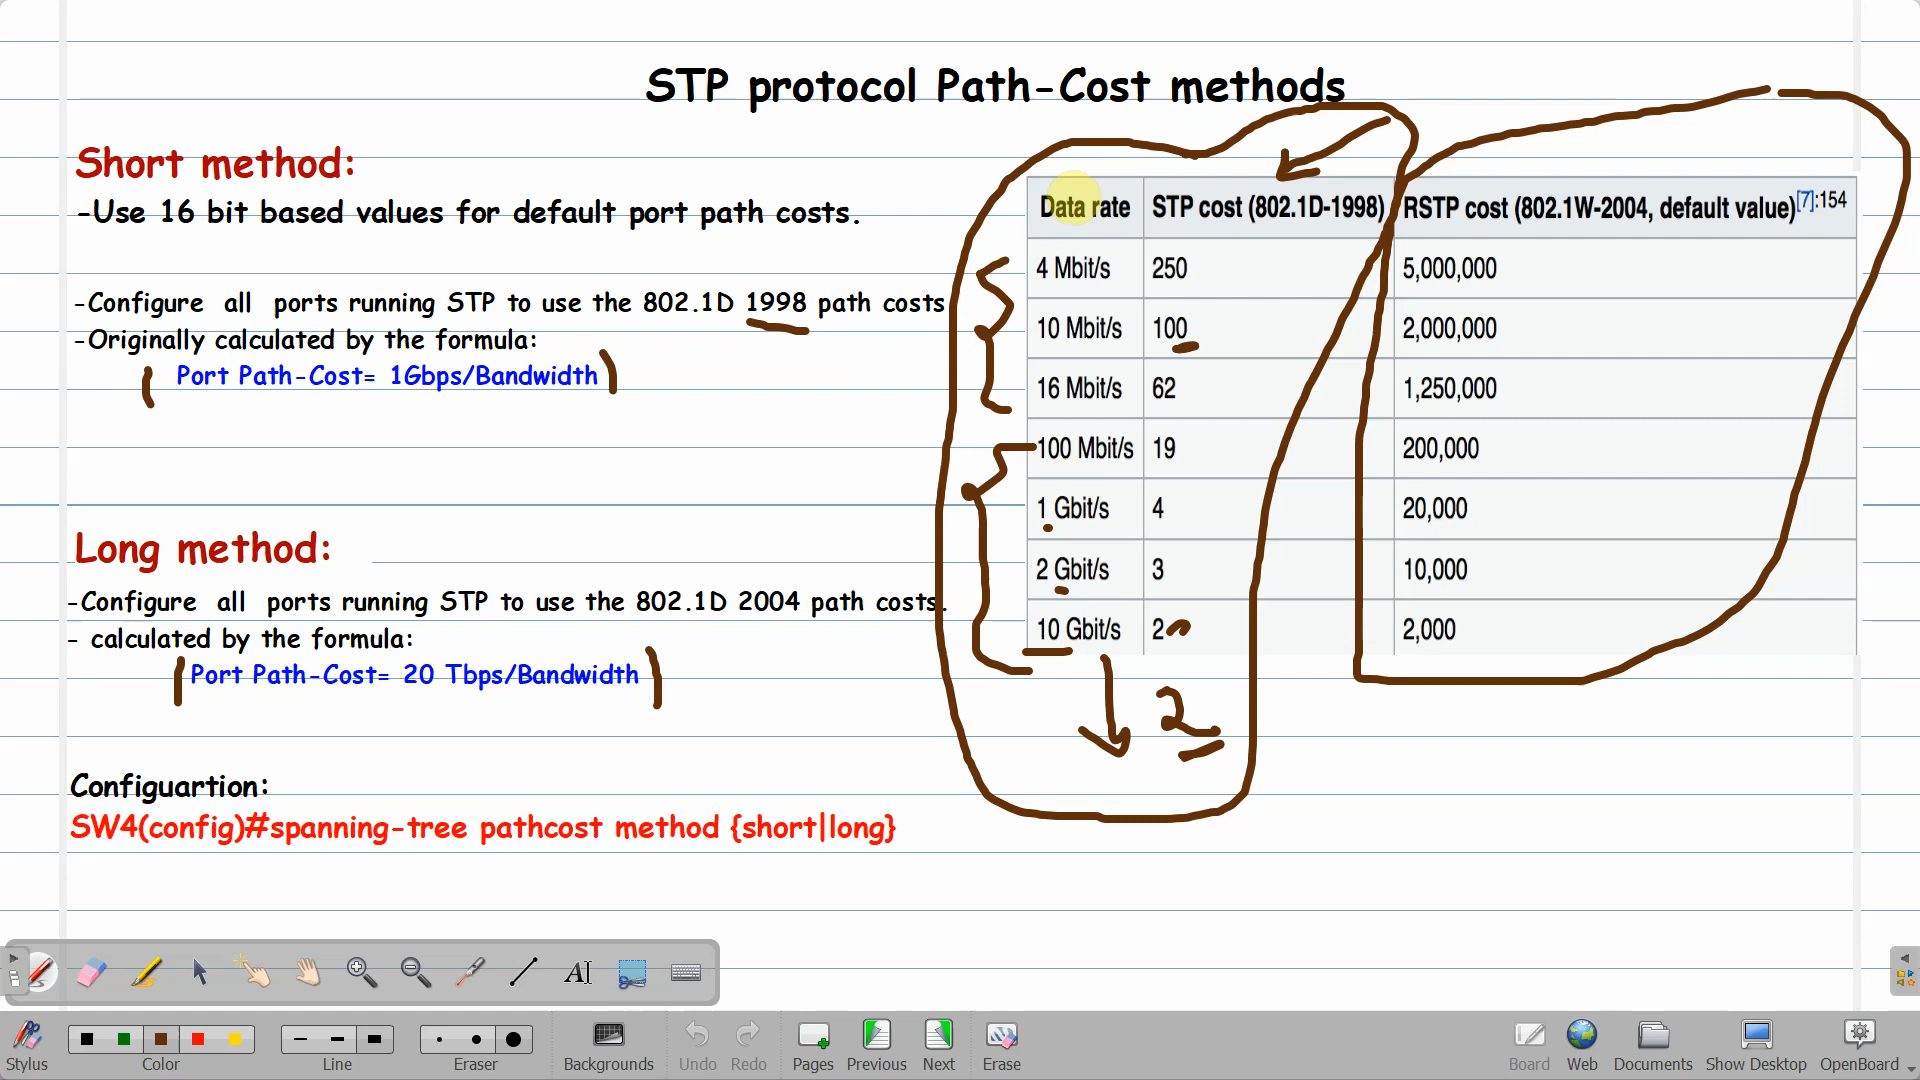 STP protocol Path-Cost methods
Short method:
-Use 16 bit based values for default port path costs.
-Configure all ports running STP to use the 802.1D 1998 path costs
-Originally calculated by the formula:
Port Path-Cost= 1Gbps/Bandwidth
Long method:
-Configure all ports running STP to use the 802.1D 2004 path costs.
- calculated by the formula:
Port Path-Cost= 20 Tbps/Bandwidth
Configuartion:
SW4(config)#spanning-tree pathcost method {short|long}
Data rate STP cost (802.1D-1998) RSTP cost (802.1W-2004, default value)[7]:154
4 Mbit/s 250 5,000,000
10 Mbit/s 100 2,000,000
16 Mbit/s 62 1,250,000
100 Mbit/s 19 200,000
1 Gbit/s 4 20,000
2 Gbit/s 3 10,000
10 Gbit/s 2 2,000
2
AI
Stylus Color Line Eraser Backgrounds Undo Redo Pages Previous Next Erase Board Web Documents Show Desktop OpenBoard